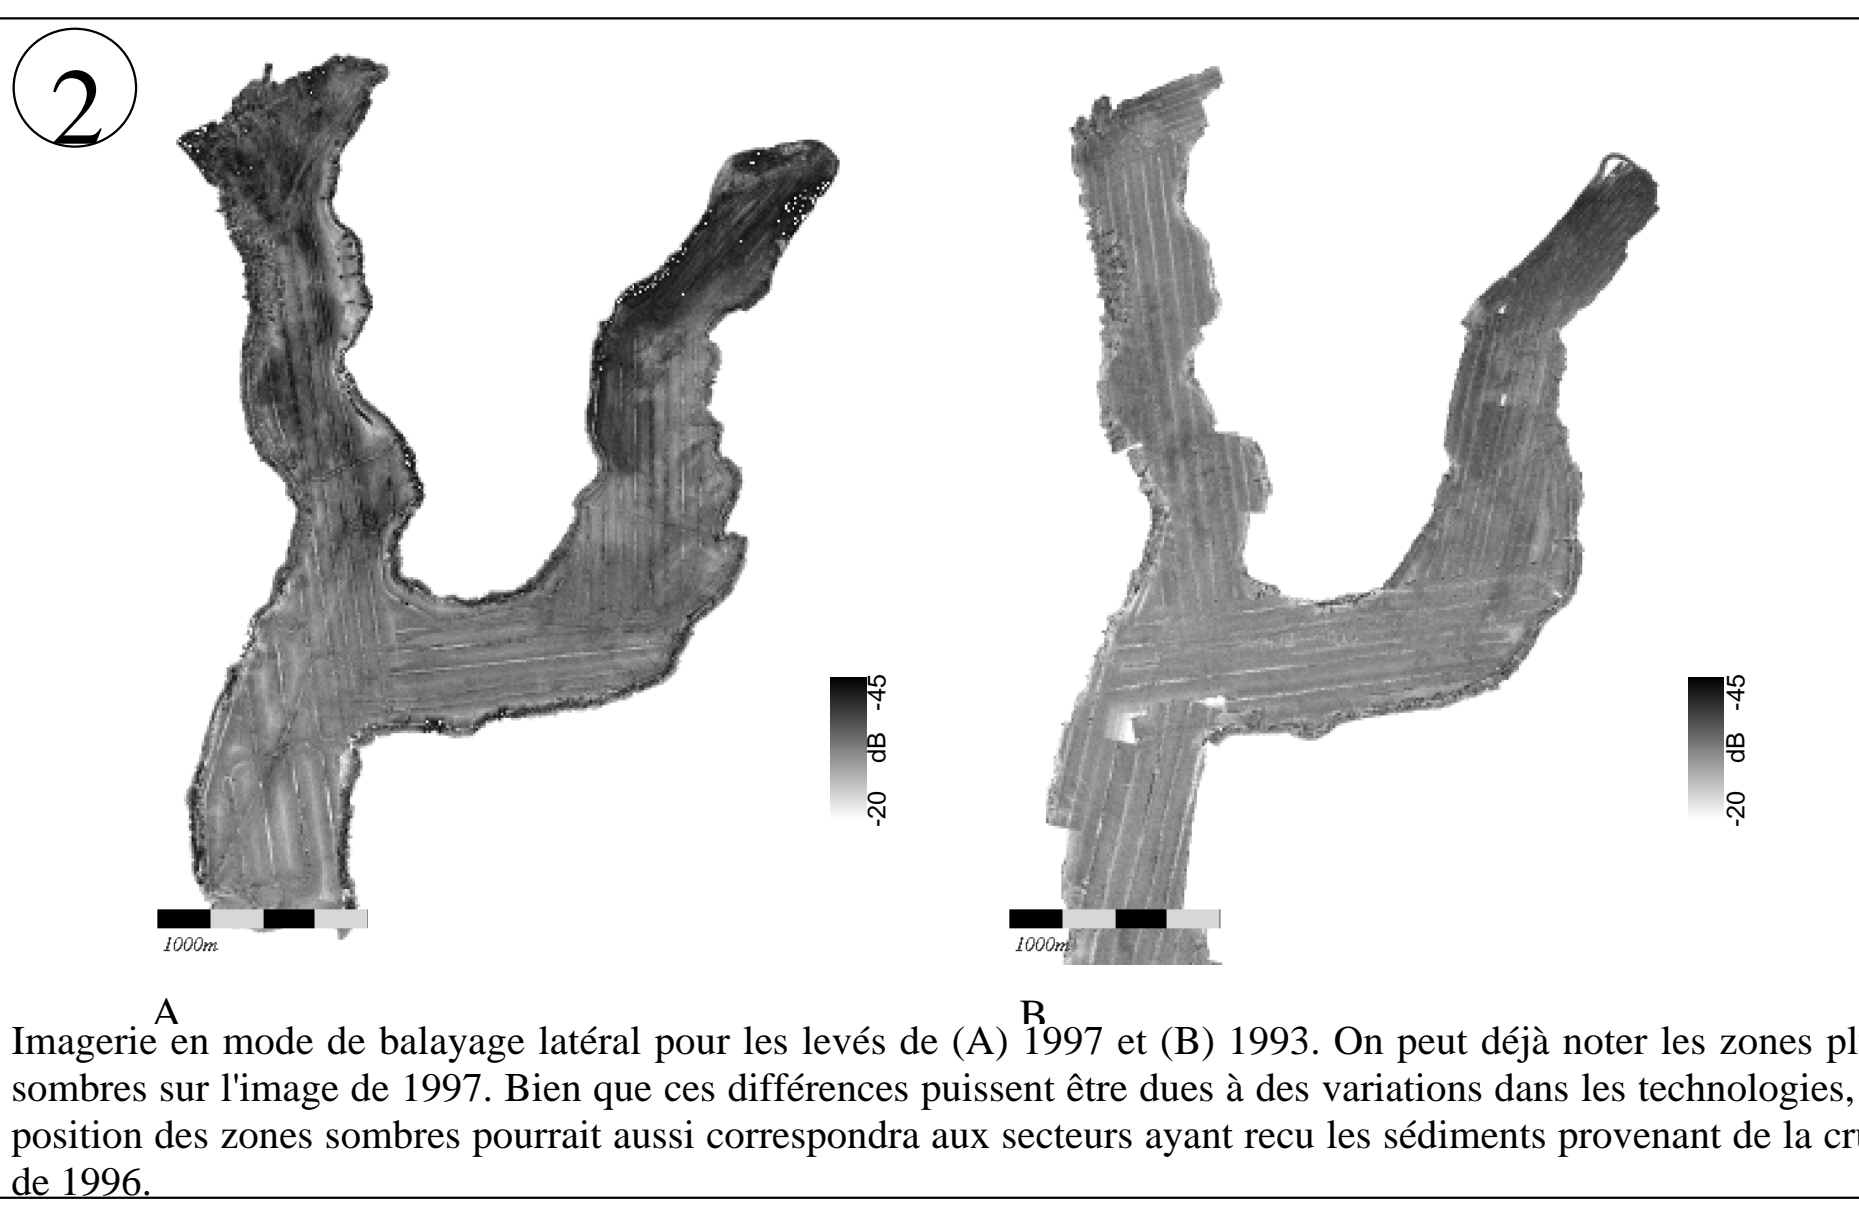 2
-45
dB
-20
-45
dB
-20
1000m
1000m
A
B
Imagerie en mode de balayage latéral pour les levés de (A) 1997 et (B) 1993. On peut déjà noter les zones pl
sombres sur l'image de 1997. Bien que ces différences puissent être dues à des variations dans les technologies,
position des zones sombres pourrait aussi correspondra aux secteurs ayant recu les sédiments provenant de la cr
de 1996.